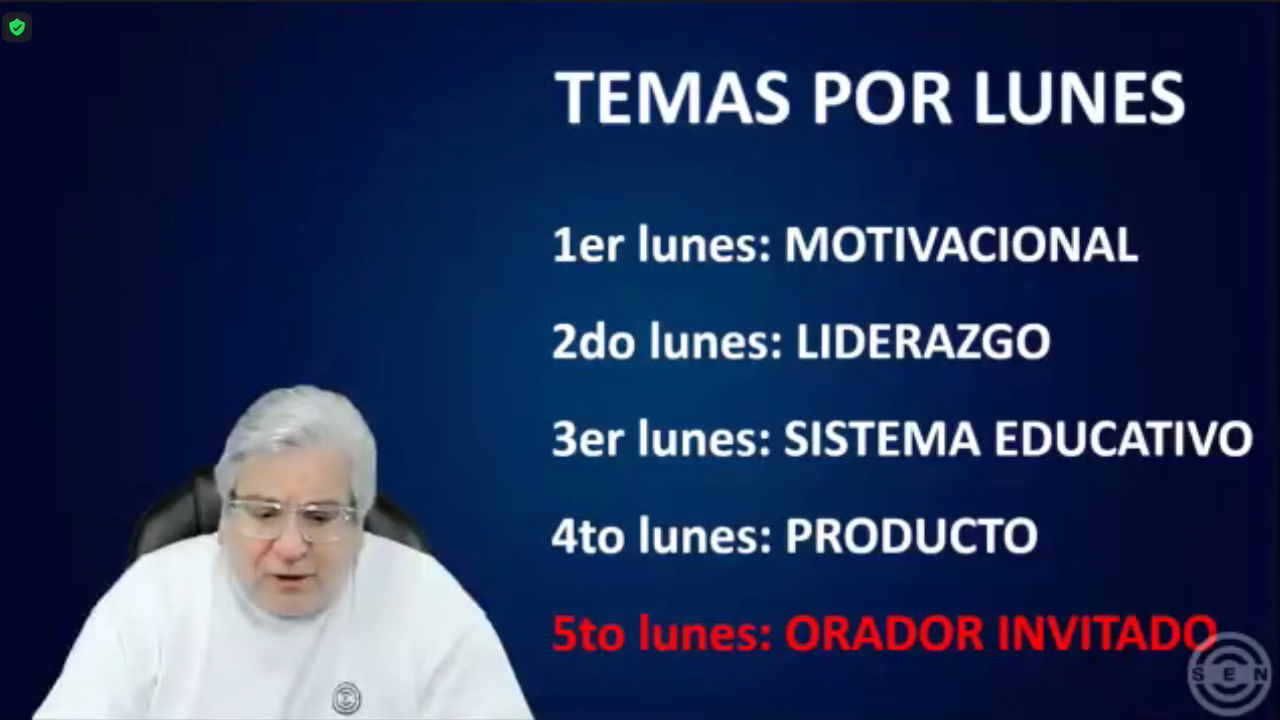 TEMAS POR LUNES
1er lunes: MOTIVACIONAL
2do lunes: LIDERAZGO
3er lunes: SISTEMA EDUCATIVO
4to lunes: PRODUCTO
5to lunes: ORADOR INVITADO
SEN